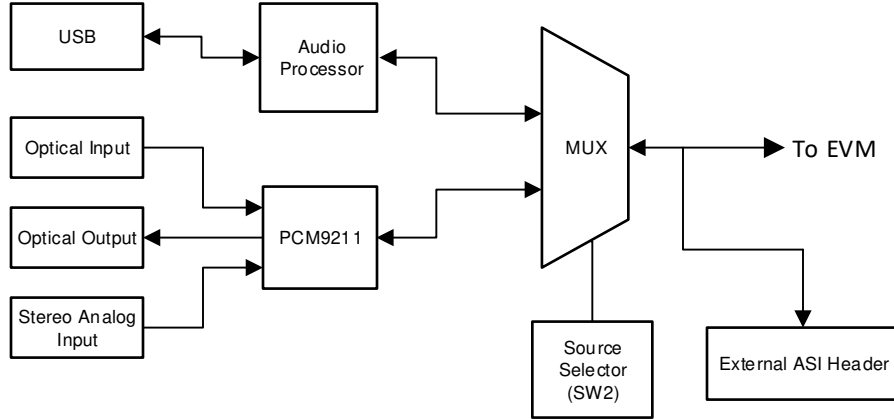 USB
Audio
Processor
Optical Input
MUX
To EVM
Optical Output
PCM9211
Stereo Analog
Input
Source
Selector
(SW2)
External ASI Header